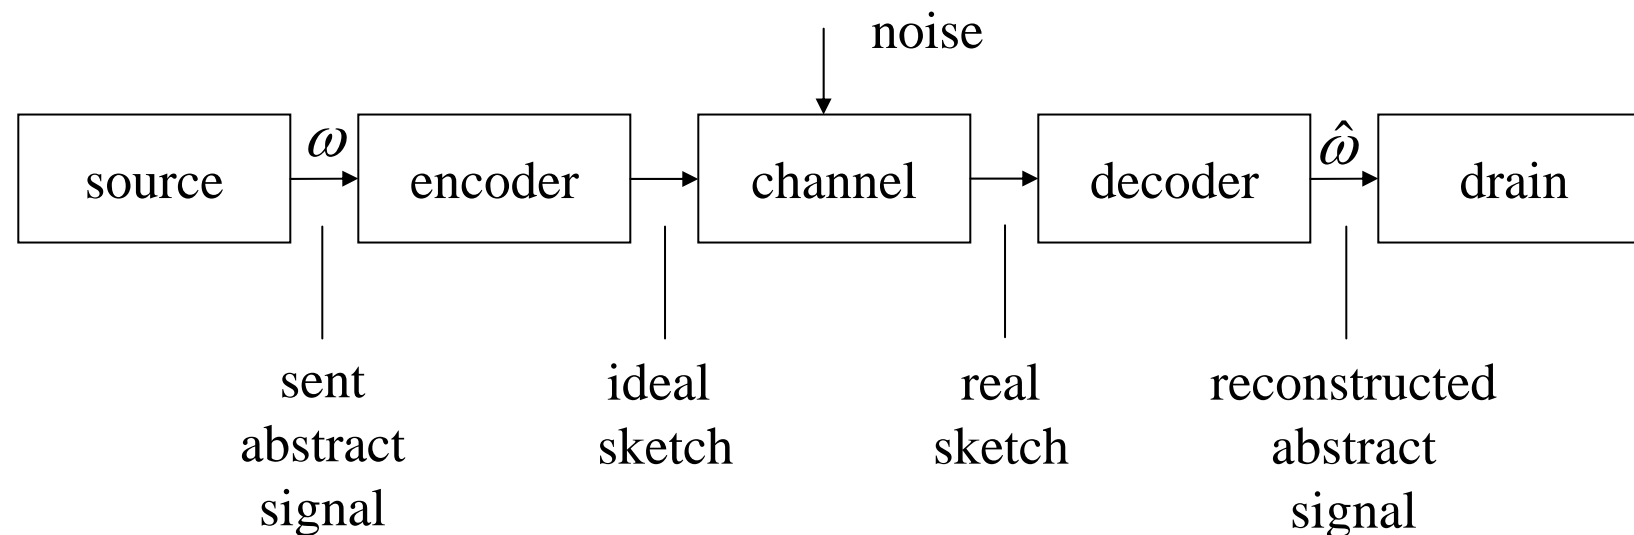 noise
source
ω
encoder
channel
decoder
ω̂
drain
sent
abstract
signal
ideal
sketch
real
sketch
reconstructed
abstract
signal